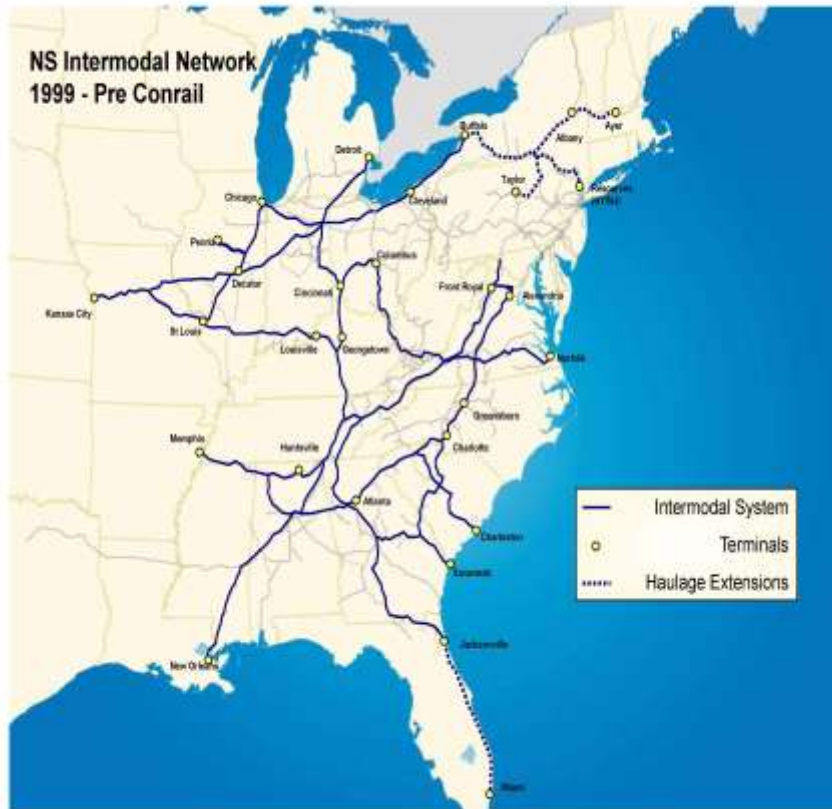 NS Intermodal Network
1999 - Pre Conrail
Buffalo
Albany
Ayer
Detroit
Taylor
Chicago
Cleveland
Peoria
Columbus
Decatur
Front Royal
Alexandria
Cincinnati
Kansas City
St Louis
Louisville
Georgetown
Norfolk
Greensboro
Memphis
Huntsville
Charlotte
Atlanta
Charleston
Savannah
Jacksonville
New Orleans
Miami
Intermodal System
Terminals
Haulage Extensions